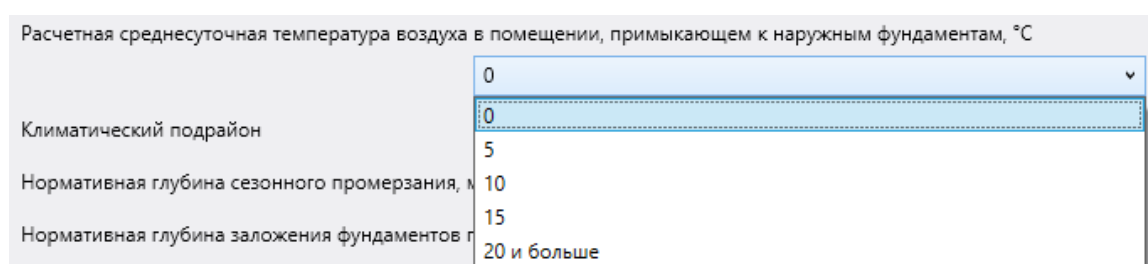 Расчетная среднесуточная температура воздуха в помещении, примыкающем к наружным фундаментам, °C
0
0
Климатический подрайон
5
Нормативная глубина сезонного промерзания,
10
15
Нормативная глубина заложения фундаментов
20 и больше